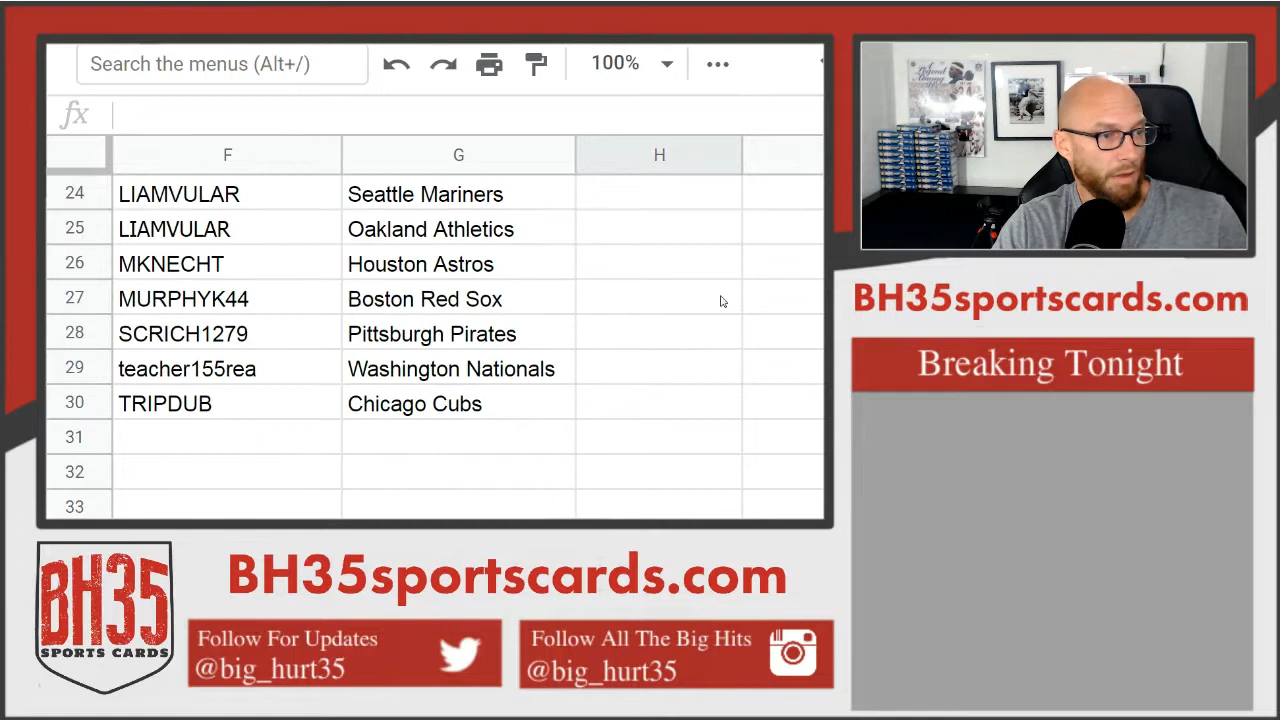 Search the menus (Alt+/)
100%
fx
F G H
24 LIAMVULAR Seattle Mariners
25 LIAMVULAR Oakland Athletics
26 MKNECHT Houston Astros
27 MURPHYK44 Boston Red Sox
28 SCRICH1279 Pittsburgh Pirates
29 teacher155rea Washington Nationals
30 TRIPDUB Chicago Cubs
31
32
33
A Legend
BH35sportscards.com
Breaking Tonight
BH35
SPORTS CARDS
BH35sportscards.com
Follow For Updates
@big_hurt35
Follow All The Big Hits
@big_hurt35